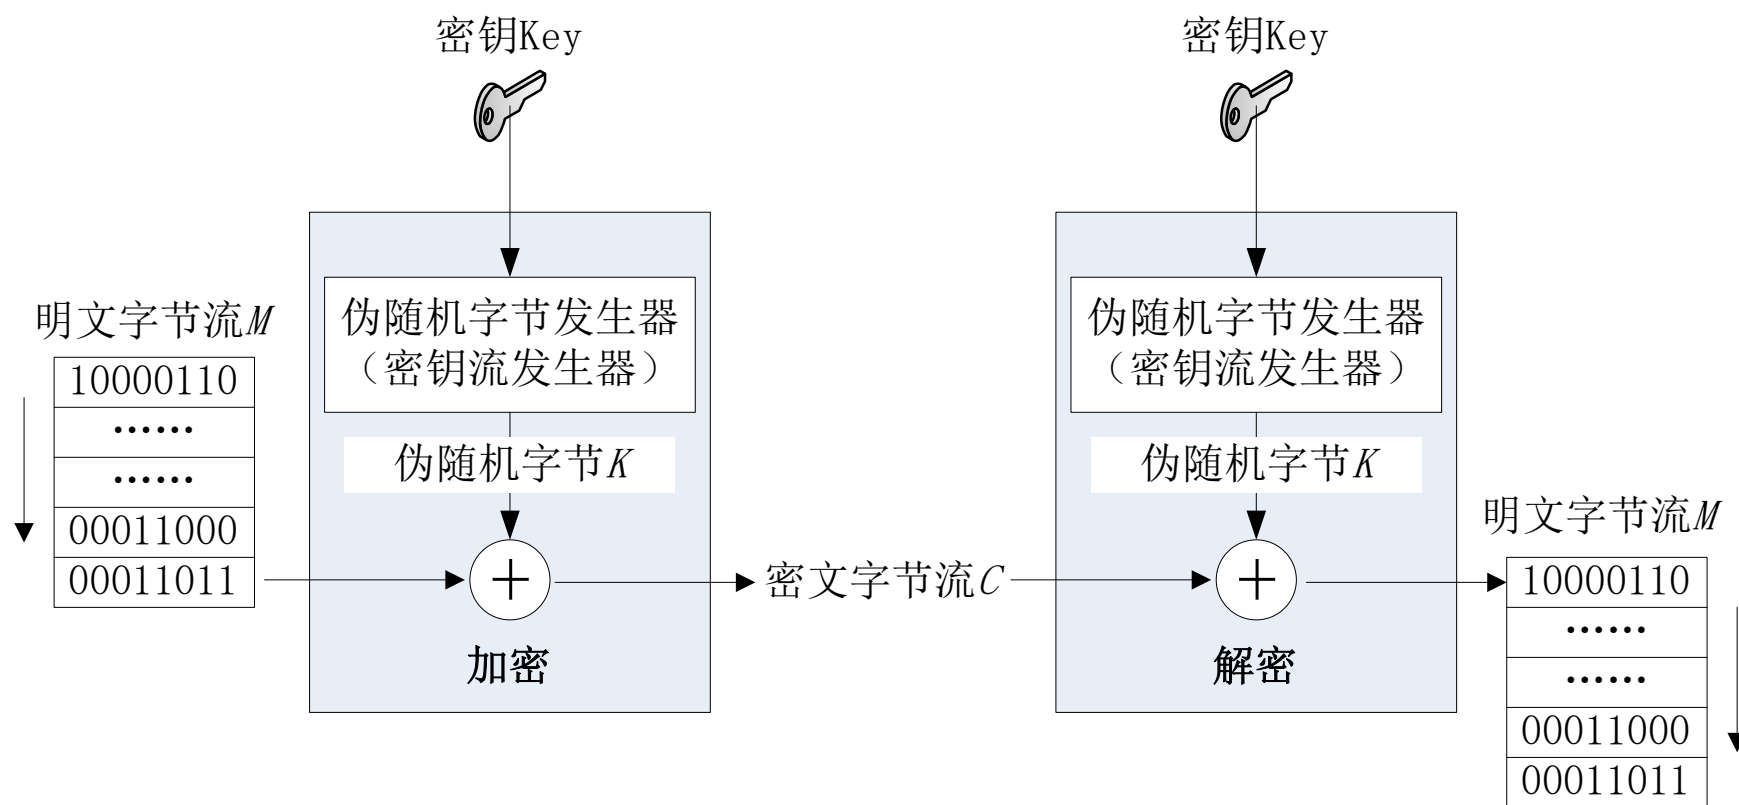 密钥Key
密钥Key
明文字节流M
10000110
······
······
00011000
00011011
伪随机字节发生器
（密钥流发生器）
伪随机字节K
加密
密文字节流C
伪随机字节发生器
（密钥流发生器）
伪随机字节K
解密
明文字节流M
10000110
······
······
00011000
00011011